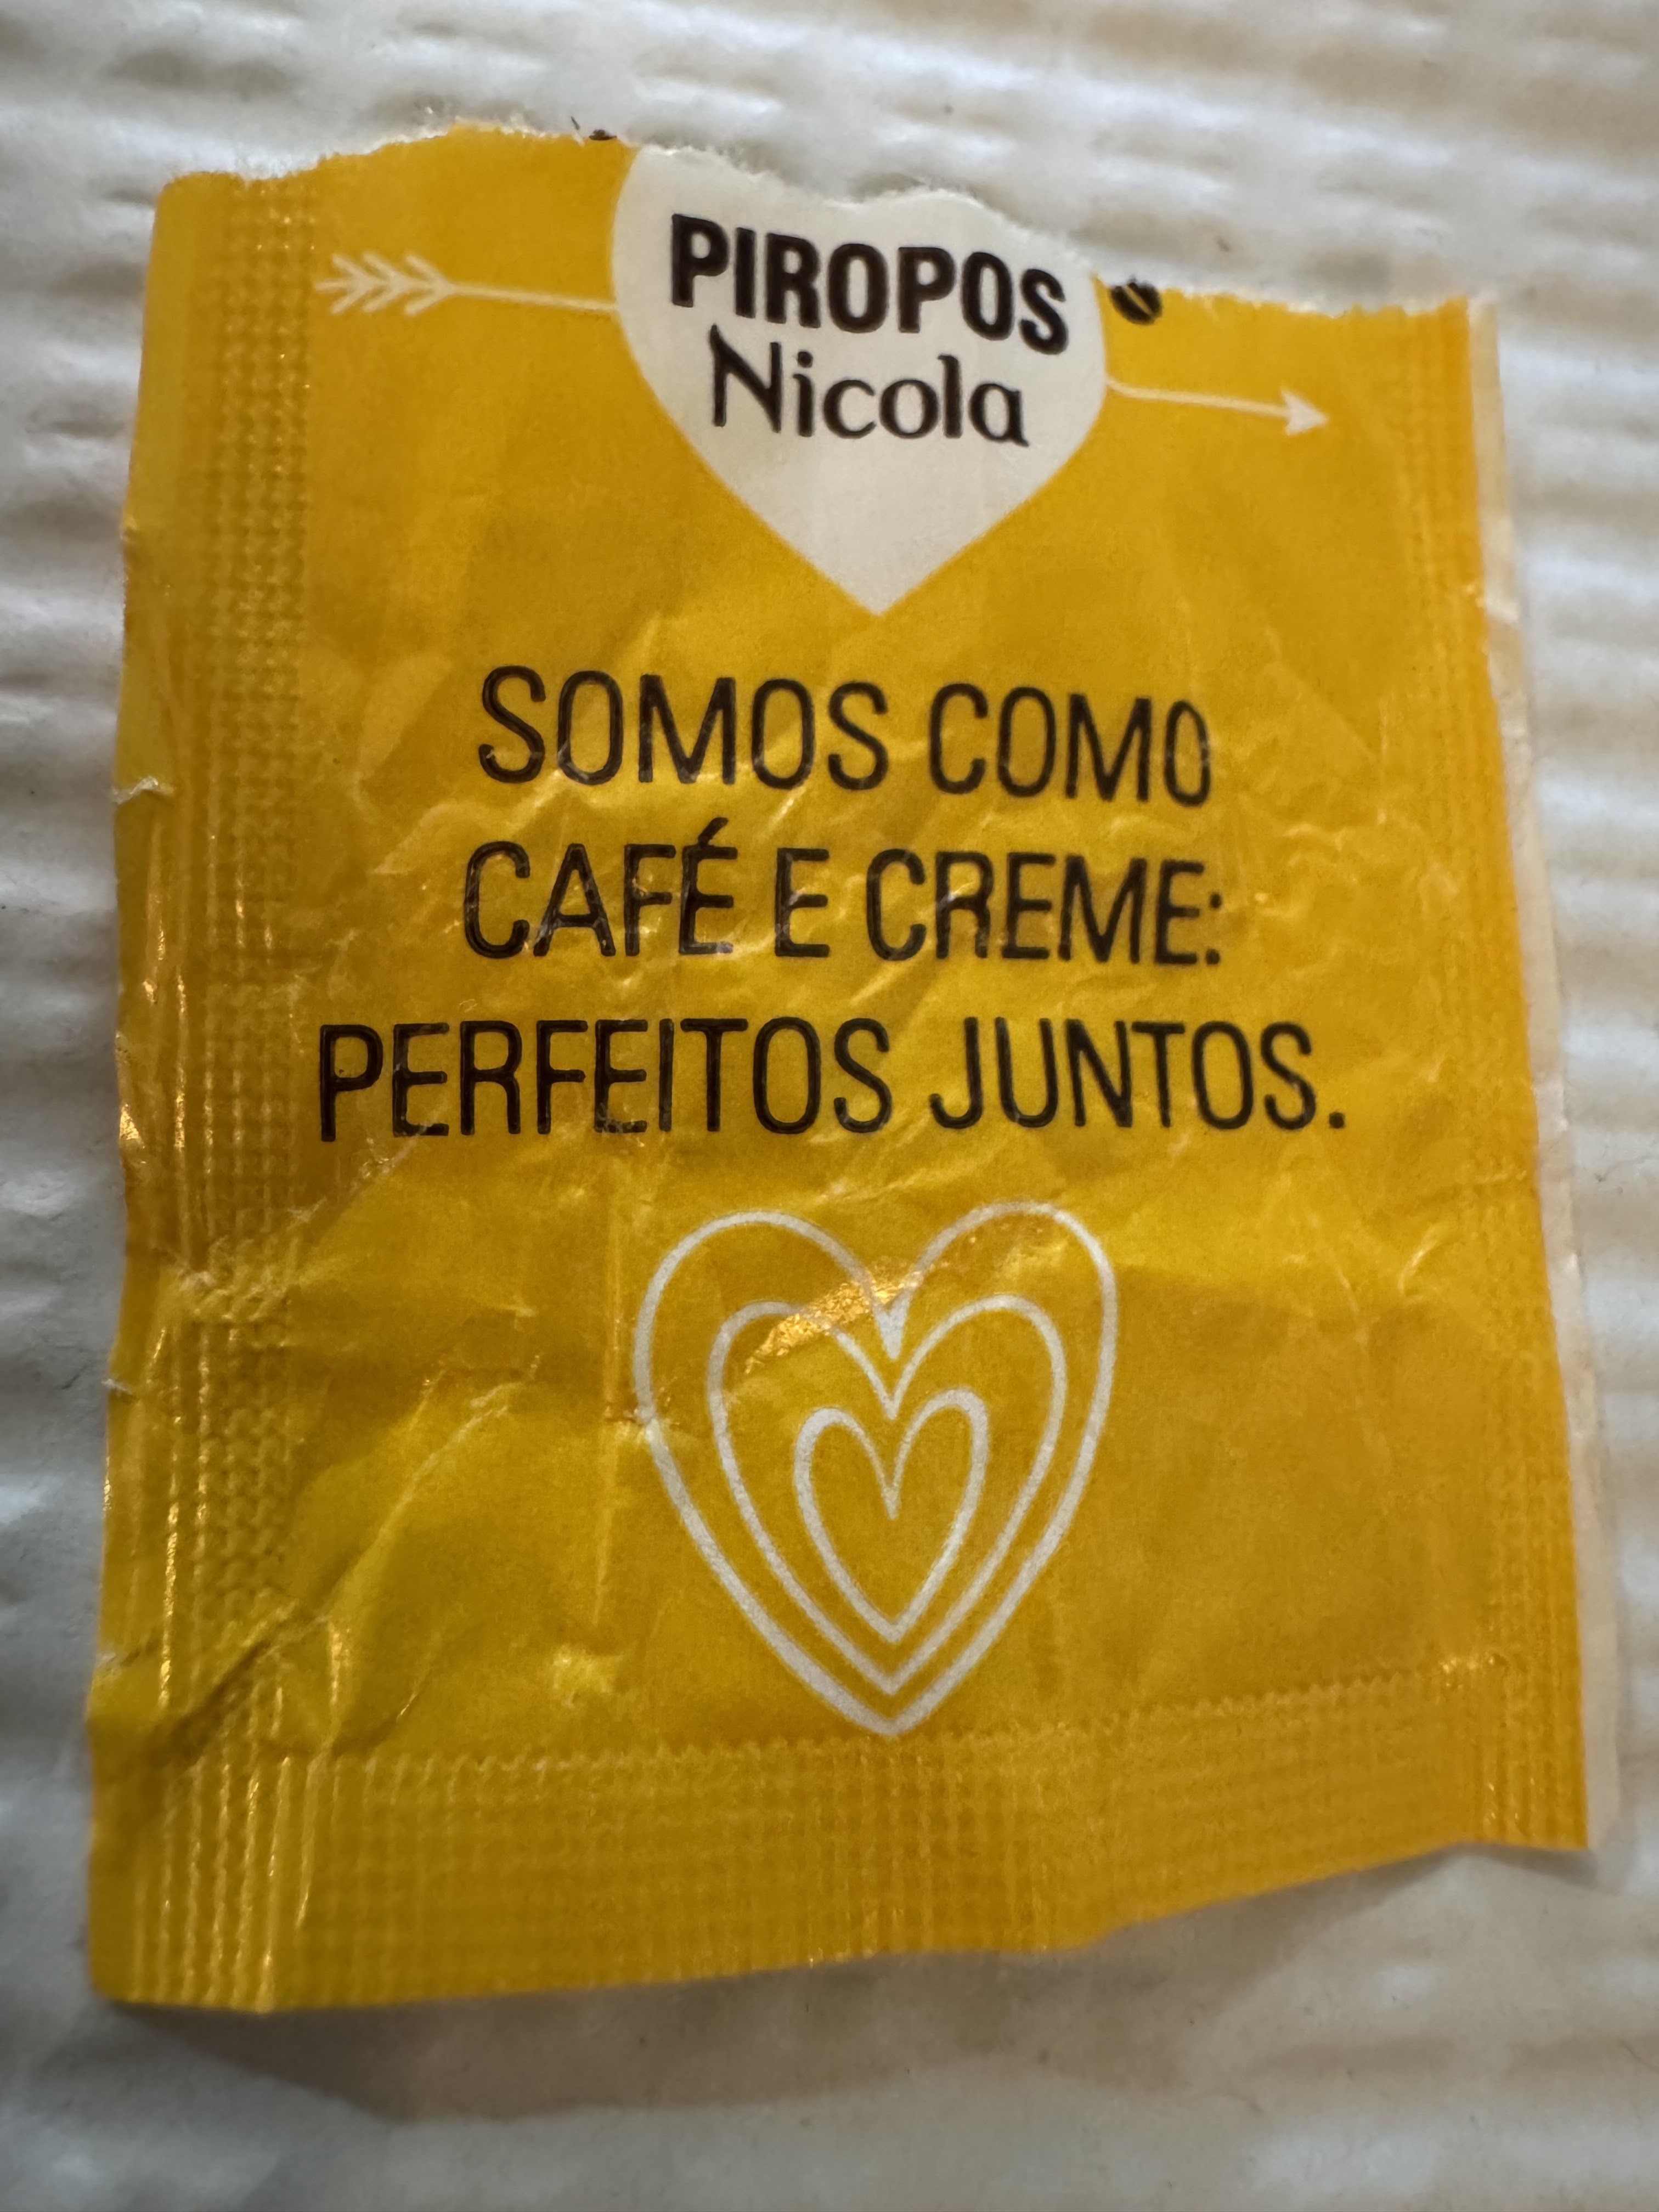 PIROPOS
Nicola
SOMOS COMO
CAFÉ E CREME:
PERFEITOS JUNTOS.